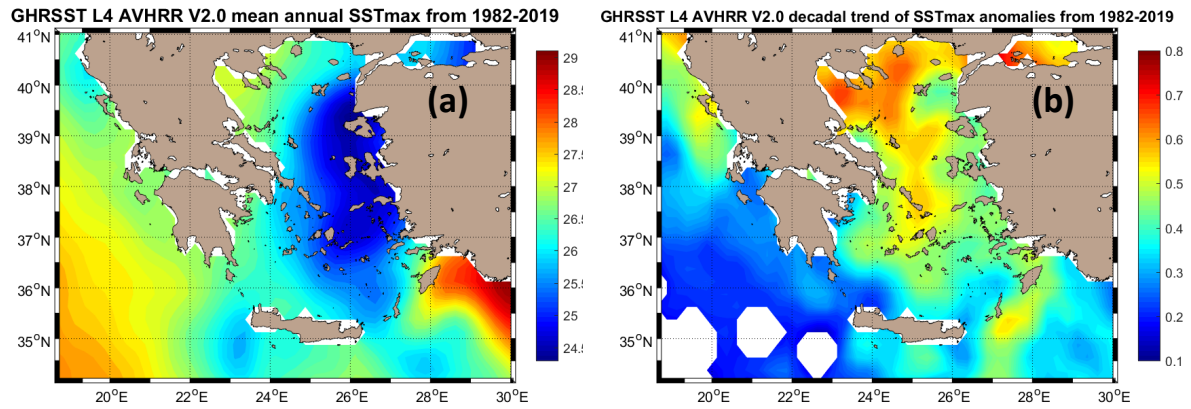 GHRSST L4 AVHRR V2.0 mean annual SSTmax from 1982-2019
41°N
40°N
39°N
38°N
37°N
36°N
35°N
20°E
22°E
24°E
26°E
28°E
30°E
(a)
29
28.5
28
27.5
27
26.5
26
25.5
25
24.5
GHRSST L4 AVHRR V2.0 decadal trend of SSTmax anomalies from 1982-2019
41°N
40°N
39°N
38°N
37°N
36°N
35°N
20°E
22°E
24°E
26°E
28°E
30°E
(b)
0.8
0.7
0.6
0.5
0.4
0.3
0.2
0.1